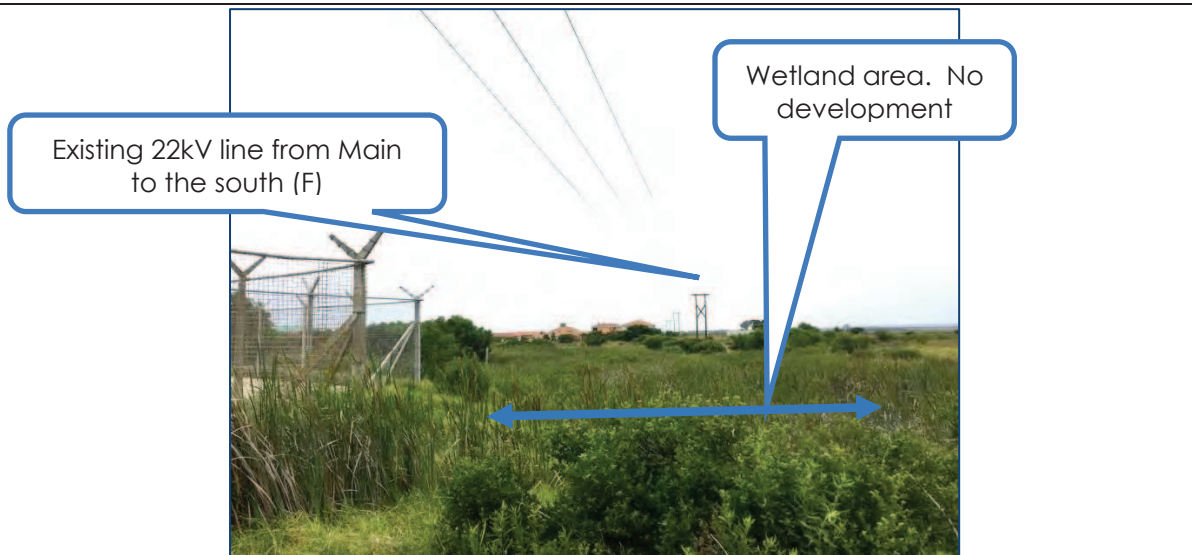 Wetland area. No
development
Existing 22kV line from Main
to the south (F)